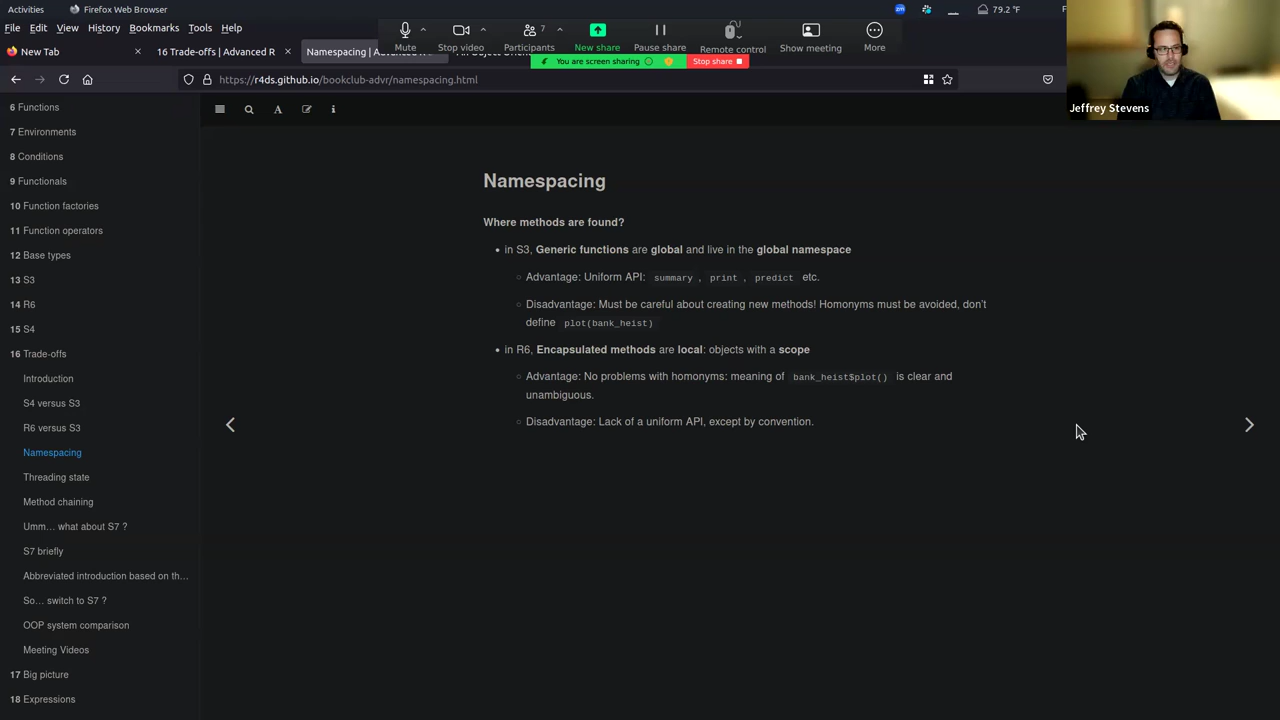 Activities
Firefox Web Browser
zm
79.2 °F
File Edit View History Bookmarks Tools Help
New Tab
16 Trade-offs | Advanced R
Namespacing | Advanced
Mute
Stop video
7
Participants
New share
Pause share
Remote control
Show meeting
More
You are screen sharing
Stop share
https://r4ds.github.io/bookclub-advr/namespacing.html
Jeffrey Stevens
6 Functions
7 Environments
8 Conditions
9 Functionals
10 Function factories
11 Function operators
12 Base types
13 S3
14 R6
15 S4
16 Trade-offs
Introduction
S4 versus S3
R6 versus S3
Namespacing
Threading state
Method chaining
Umm… what about S7 ?
S7 briefly
Abbreviated introduction based on th…
So… switch to S7 ?
OOP system comparison
Meeting Videos
17 Big picture
18 Expressions
Namespacing
Where methods are found?
• in S3, Generic functions are global and live in the global namespace
○ Advantage: Uniform API: summary , print , predict etc.
○ Disadvantage: Must be careful about creating new methods! Homonyms must be avoided, don't
define plot(bank_heist)
• in R6, Encapsulated methods are local: objects with a scope
○ Advantage: No problems with homonyms: meaning of bank_heist$plot() is clear and
unambiguous.
○ Disadvantage: Lack of a uniform API, except by convention.